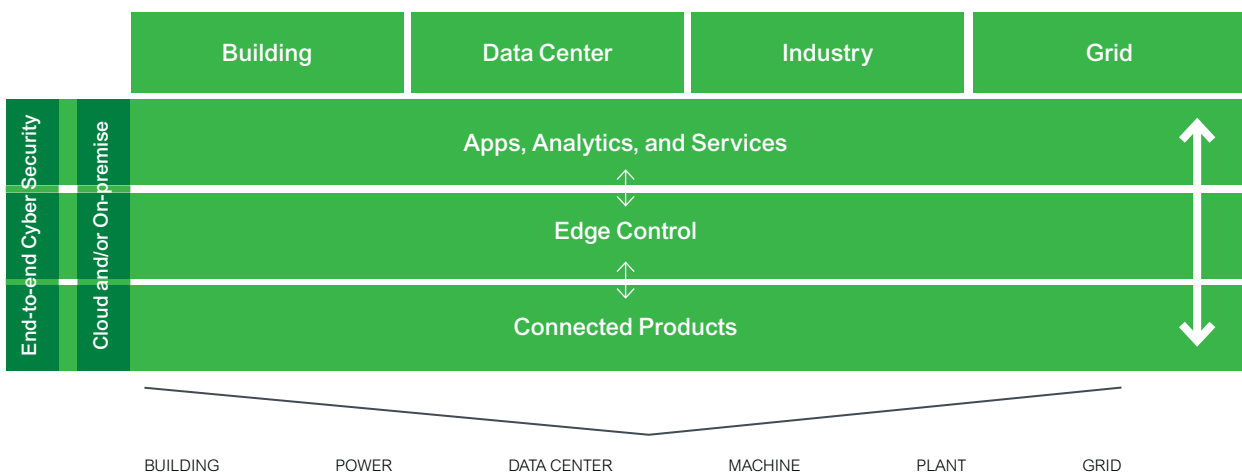 Building
Data Center
Industry
Grid
End-to-end Cyber Security
Cloud and/or On-premise
Apps, Analytics, and Services
Edge Control
Connected Products
BUILDING
POWER
DATA CENTER
MACHINE
PLANT
GRID